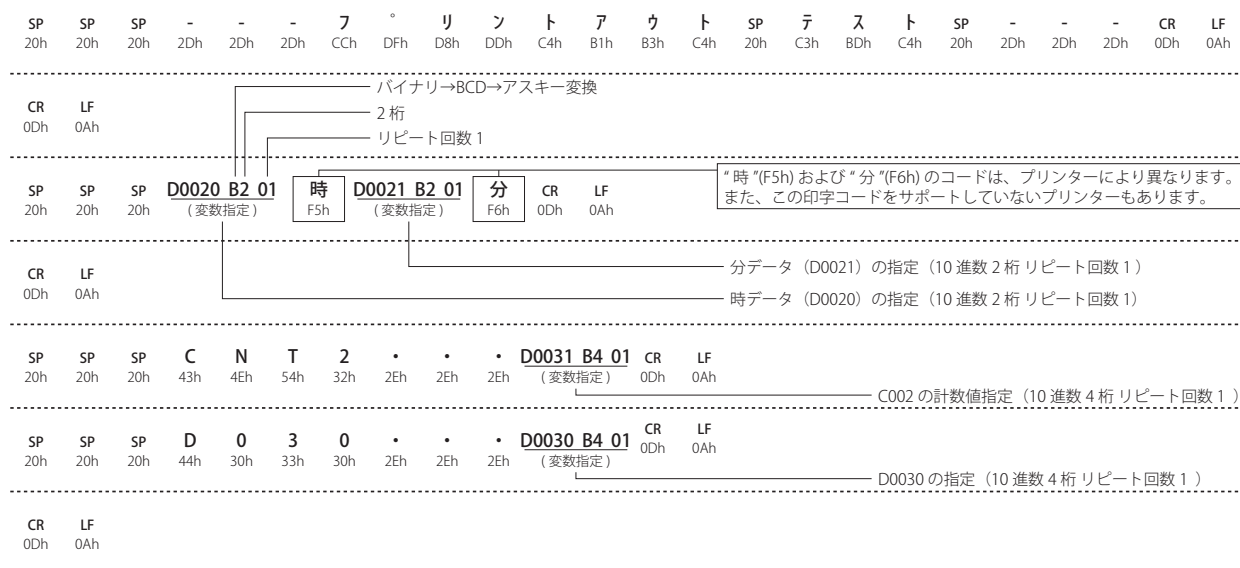 SP SP SP - - - フ ゜ リ ン ト ア ウ ト SP テ ス ト SP - - - CR LF
20h 20h 20h 2Dh 2Dh 2Dh CCh DFh D8h DDh C4h B1h B3h C4h 20h C3h BDh C4h 20h 2Dh 2Dh 2Dh 0Dh 0Ah
バイナリ→BCD→アスキー変換
CR LF
0Dh 0Ah
2 桁
リピート回数 1
SP SP SP D0020 B2 01 時 D0021 B2 01 分 CR LF
20h 20h 20h (変数指定) F5h (変数指定) F6h 0Dh 0Ah
“ 時 ”(F5h) および “ 分 ”(F6h) のコードは、プリンターにより異なります。
また、この印字コードをサポートしていないプリンターもあります。
CR LF
0Dh 0Ah
分データ（D0021）の指定（10 進数 2 桁 リピート回数 1 ）
時データ（D0020）の指定（10 進数 2 桁 リピート回数 1)
SP SP SP C N T 2 ・ ・ ・ D0031 B4 01 CR LF
20h 20h 20h 43h 4Eh 54h 32h 2Eh 2Eh 2Eh (変数指定) 0Dh 0Ah
C002 の計数値指定（10 進数 4 桁 リピート回数 1 ）
SP SP SP D 0 3 0 ・ ・ ・ D0030 B4 01 CR LF
20h 20h 20h 44h 30h 33h 30h 2Eh 2Eh 2Eh (変数指定) 0Dh 0Ah
D0030 の指定（10 進数 4 桁 リピート回数 1 ）
CR LF
0Dh 0Ah